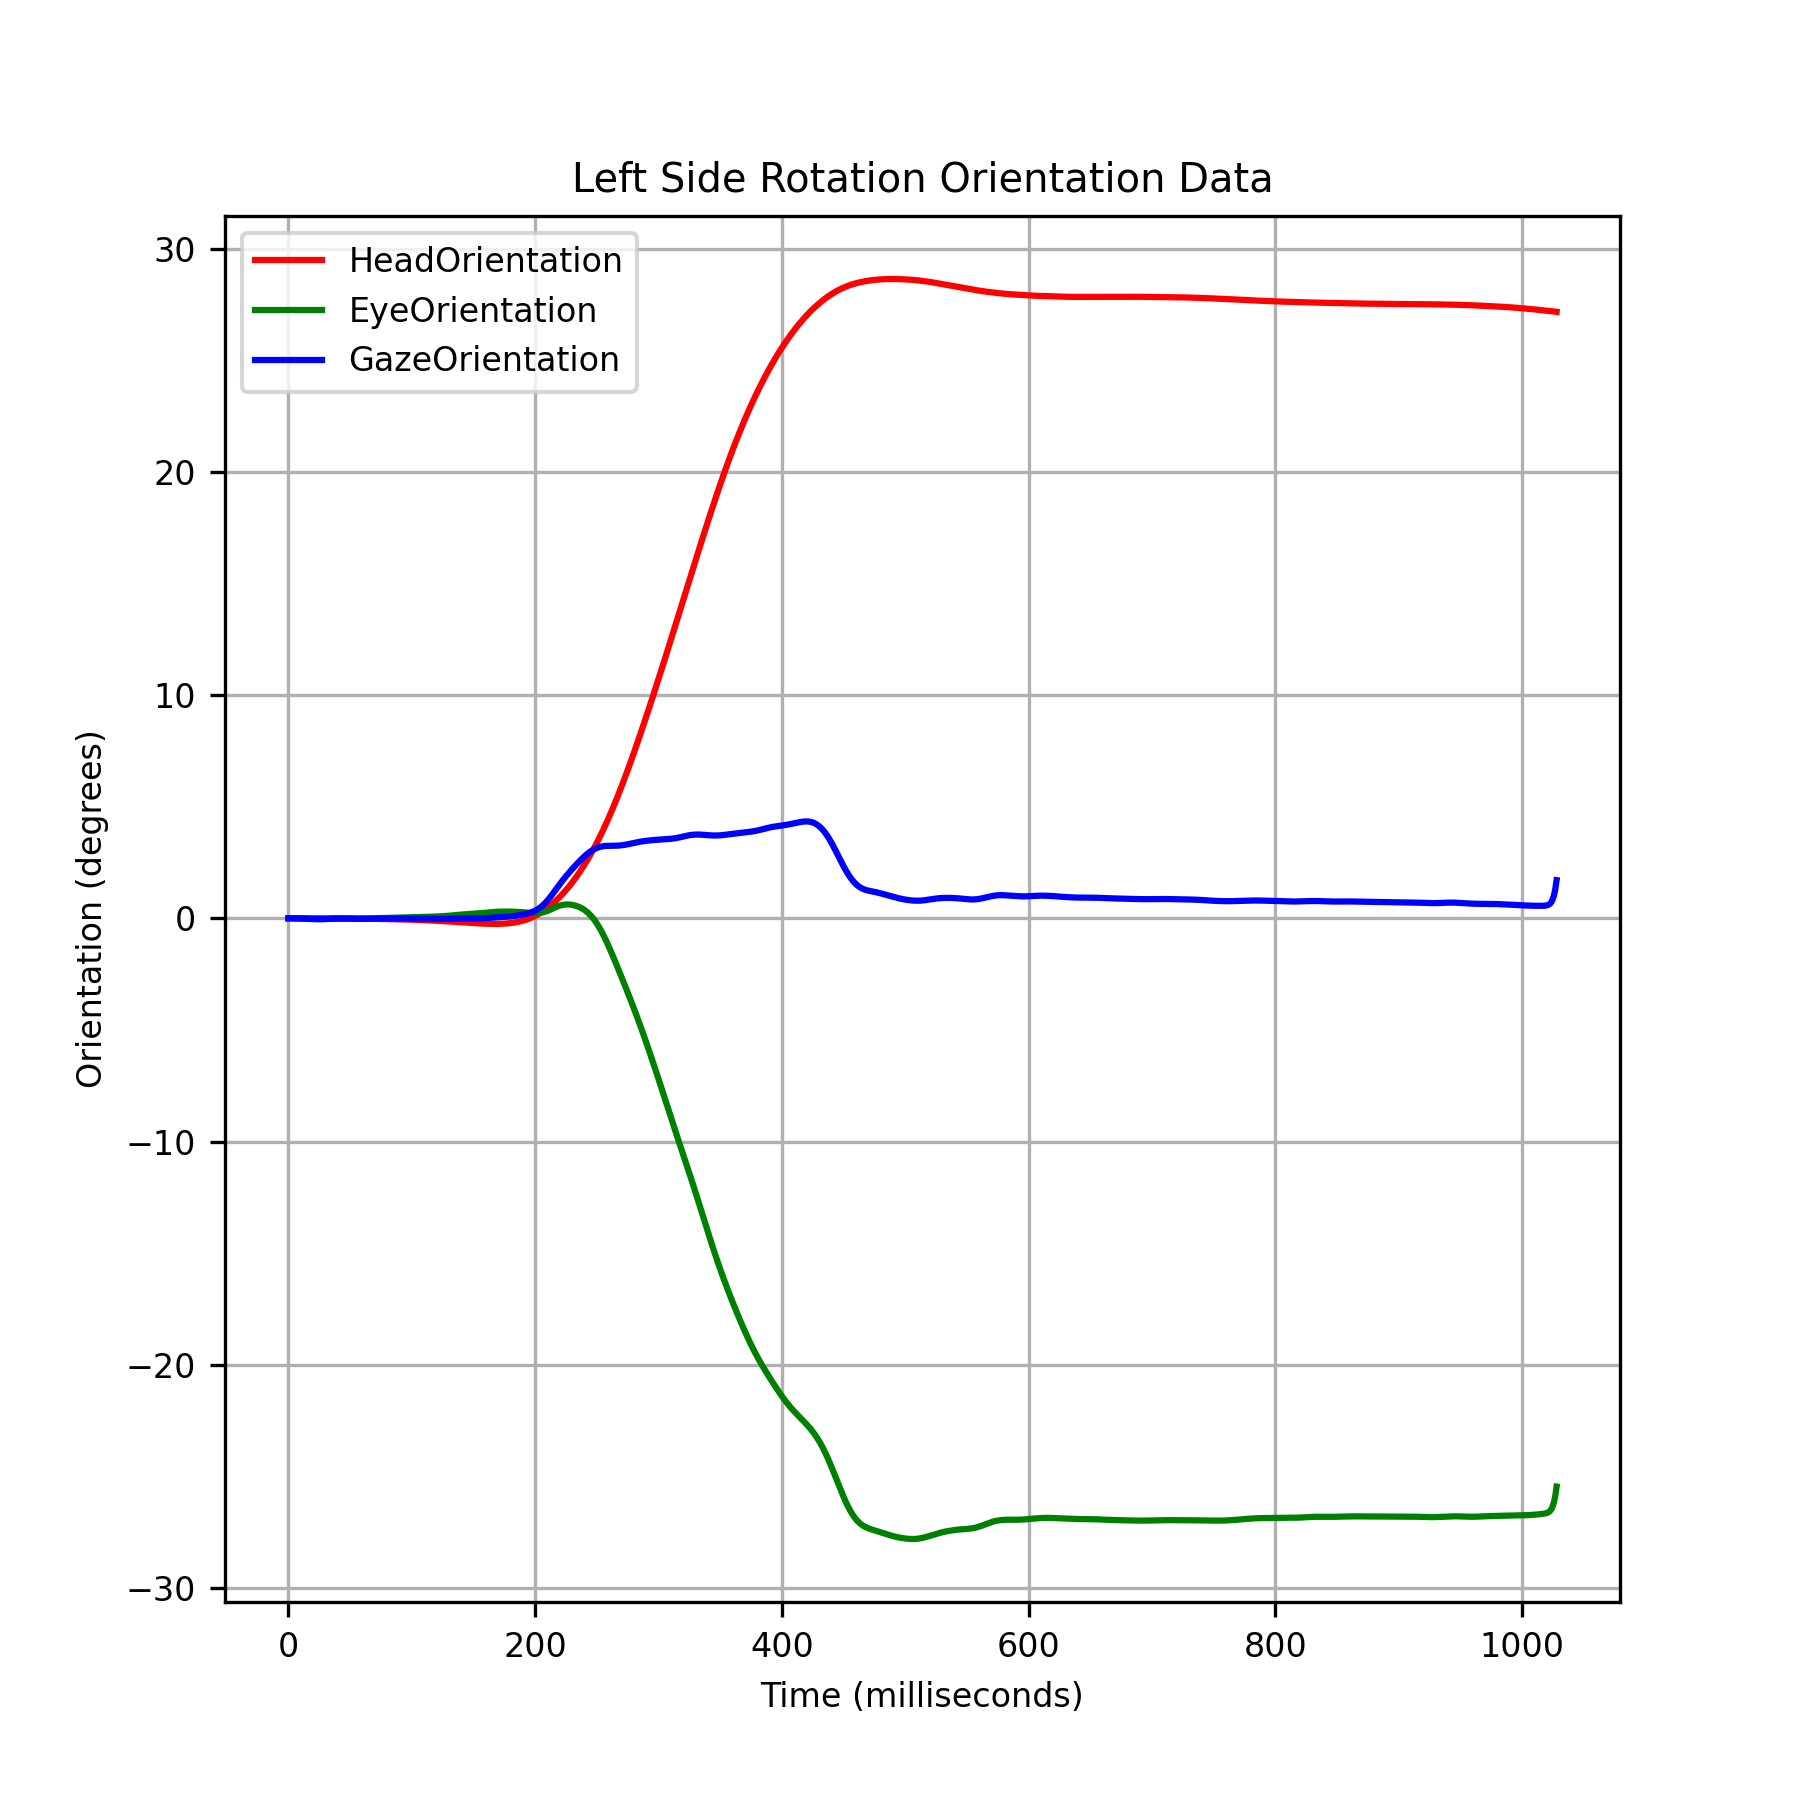 Left Side Rotation Orientation Data
HeadOrientation
EyeOrientation
GazeOrientation
30
20
10
0
−10
−20
−30
Orientation (degrees)
0 200 400 600 800 1000
Time (milliseconds)